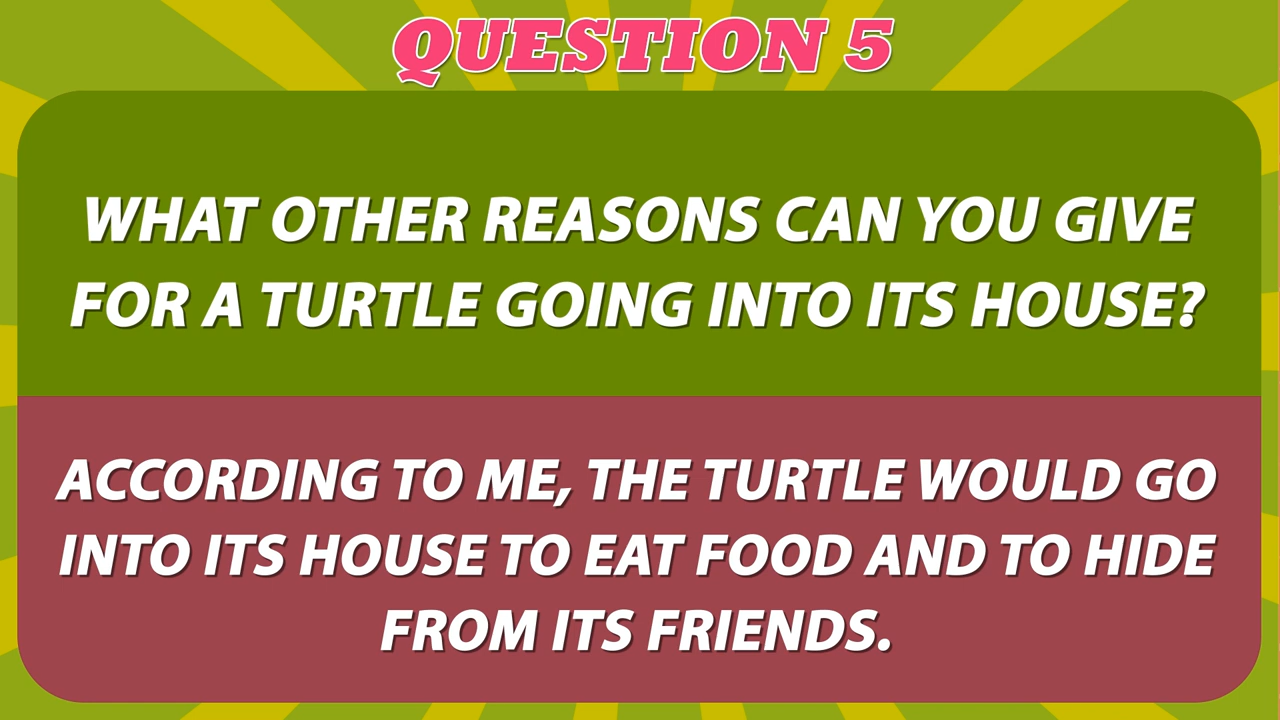 QUESTION 5
WHAT OTHER REASONS CAN YOU GIVE
FOR A TURTLE GOING INTO ITS HOUSE?
ACCORDING TO ME, THE TURTLE WOULD GO
INTO ITS HOUSE TO EAT FOOD AND TO HIDE
FROM ITS FRIENDS.